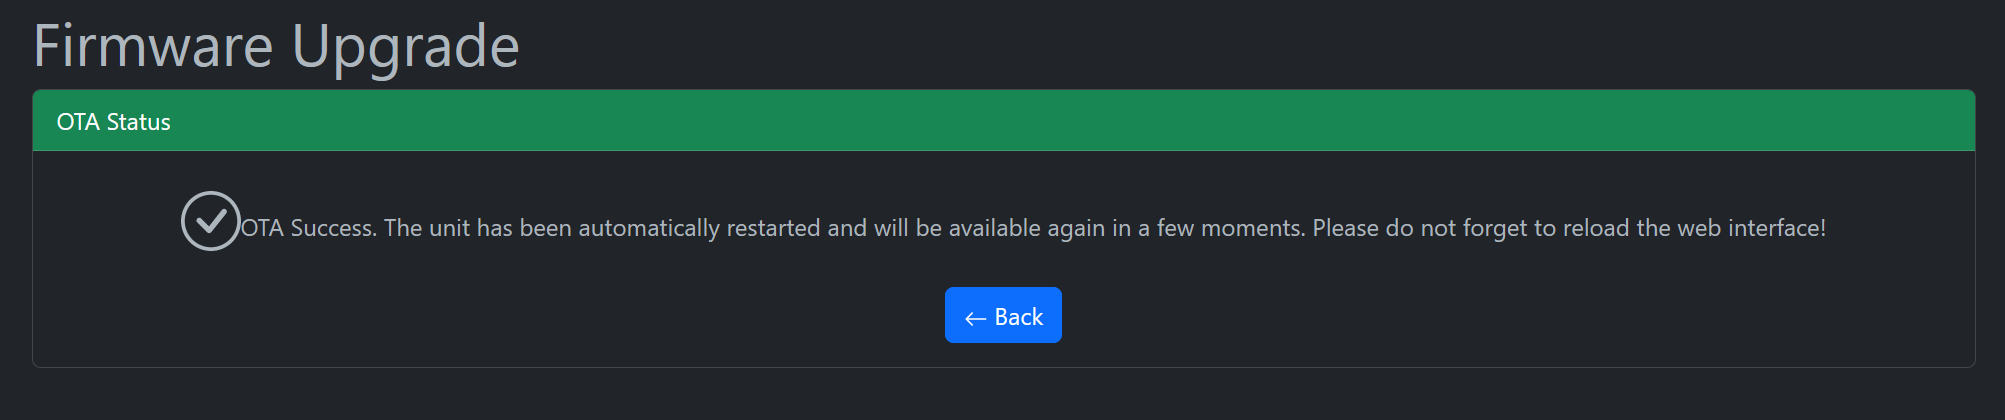 Firmware Upgrade
OTA Status
OTA Success. The unit has been automatically restarted and will be available again in a few moments. Please do not forget to reload the web interface!
← Back